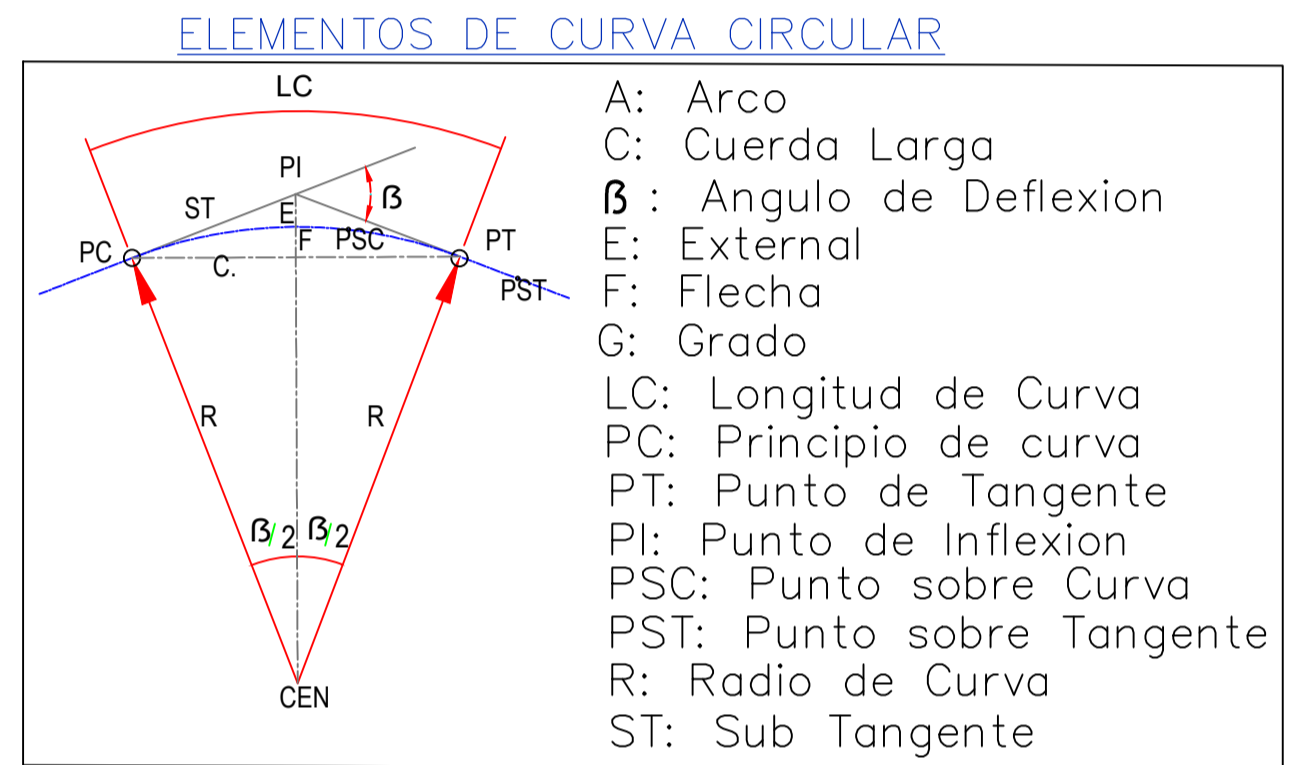 ELEMENTOS DE CURVA CIRCULAR
LC
PI
ß
ST
E
F
PSC
PC
PT
C.
PST
R
R
ß/2
ß/2
CEN
A: Arco
C: Cuerda Larga
ß : Angulo de Deflexion
E: External
F: Flecha
G: Grado
LC: Longitud de Curva
PC: Principio de curva
PT: Punto de Tangente
PI: Punto de Inflexion
PSC: Punto sobre Curva
PST: Punto sobre Tangente
R: Radio de Curva
ST: Sub Tangente